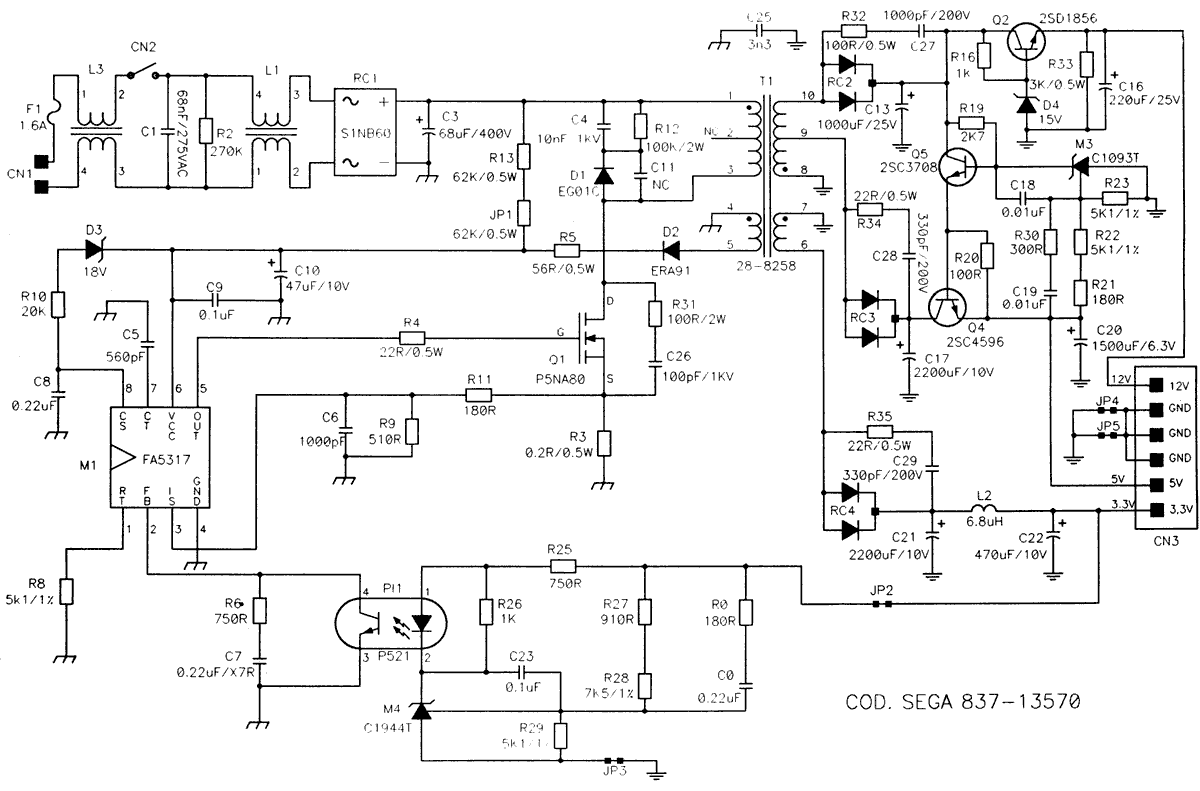 CN2
L3
1
2
4
3
F1
1.6A
CN1
C1
68nF/275VAC
R2
270K
L1
4
3
1
2
RC1
+
S1NB60
−
+
C3
68uF/400V
R13
62K/0.5W
JP1
62K/0.5W
C4
10nF
1kV
R12
100K/2W
C11
NC
D1
EG01C
C25
3n3
T1
1
NC
2
3
4
5
10
9
8
7
6
28-8258
R32
100R/0.5W
1000pF/200V
C27
RC2
+
C13
1000uF/25V
Q2
2SD1856
R16
1k
3K/0.5W
R33
D4
15V
+
C16
220uF/25V
R19
2K7
Q5
2SC3708
M3
C1093T
C18
0.01uF
R23
5K1/1%
R30
300R
R22
5K1/1%
C19
0.01uF
R21
180R
22R/0.5W
R34
330pF/200V
C28
R20
100R
RC3
Q4
2SC4596
+
C17
2200uF/10V
+
C20
1500uF/6.3V
D3
18V
+
C10
47uF/10V
C9
0.1uF
R5
56R/0,5W
D2
ERA91
R10
20K
C5
560pF
C8
0.22uF
R4
22R/0.5W
G
D
S
Q1
P5NA80
R31
100R/2W
C26
100pF/1KV
R11
180R
C6
1000pF
R9
510R
R3
0.2R/0.5W
8
7
6
5
CS
CT
VCC
OUT
M1
FA5317
RT
FB
IS
GND
1
2
3
4
R8
5k1/1%
R6
750R
C7
0.22uF/X7R
PI1
4
1
3
2
P521
R25
750R
R26
1K
R27
910R
R0
180R
C23
0.1uF
R28
7K5/1%
C0
0.22uF
M4
C1944T
R29
5k1/1%
JP3
JP2
R35
22R/0.5W
C29
330pF/200V
RC4
+
C21
2200uF/10V
L2
6.8uH
+
C22
470uF/10V
12V
JP4
JP5
5V
3.3V
12V
GND
GND
GND
5V
3.3V
CN3
COD. SEGA 837-13570